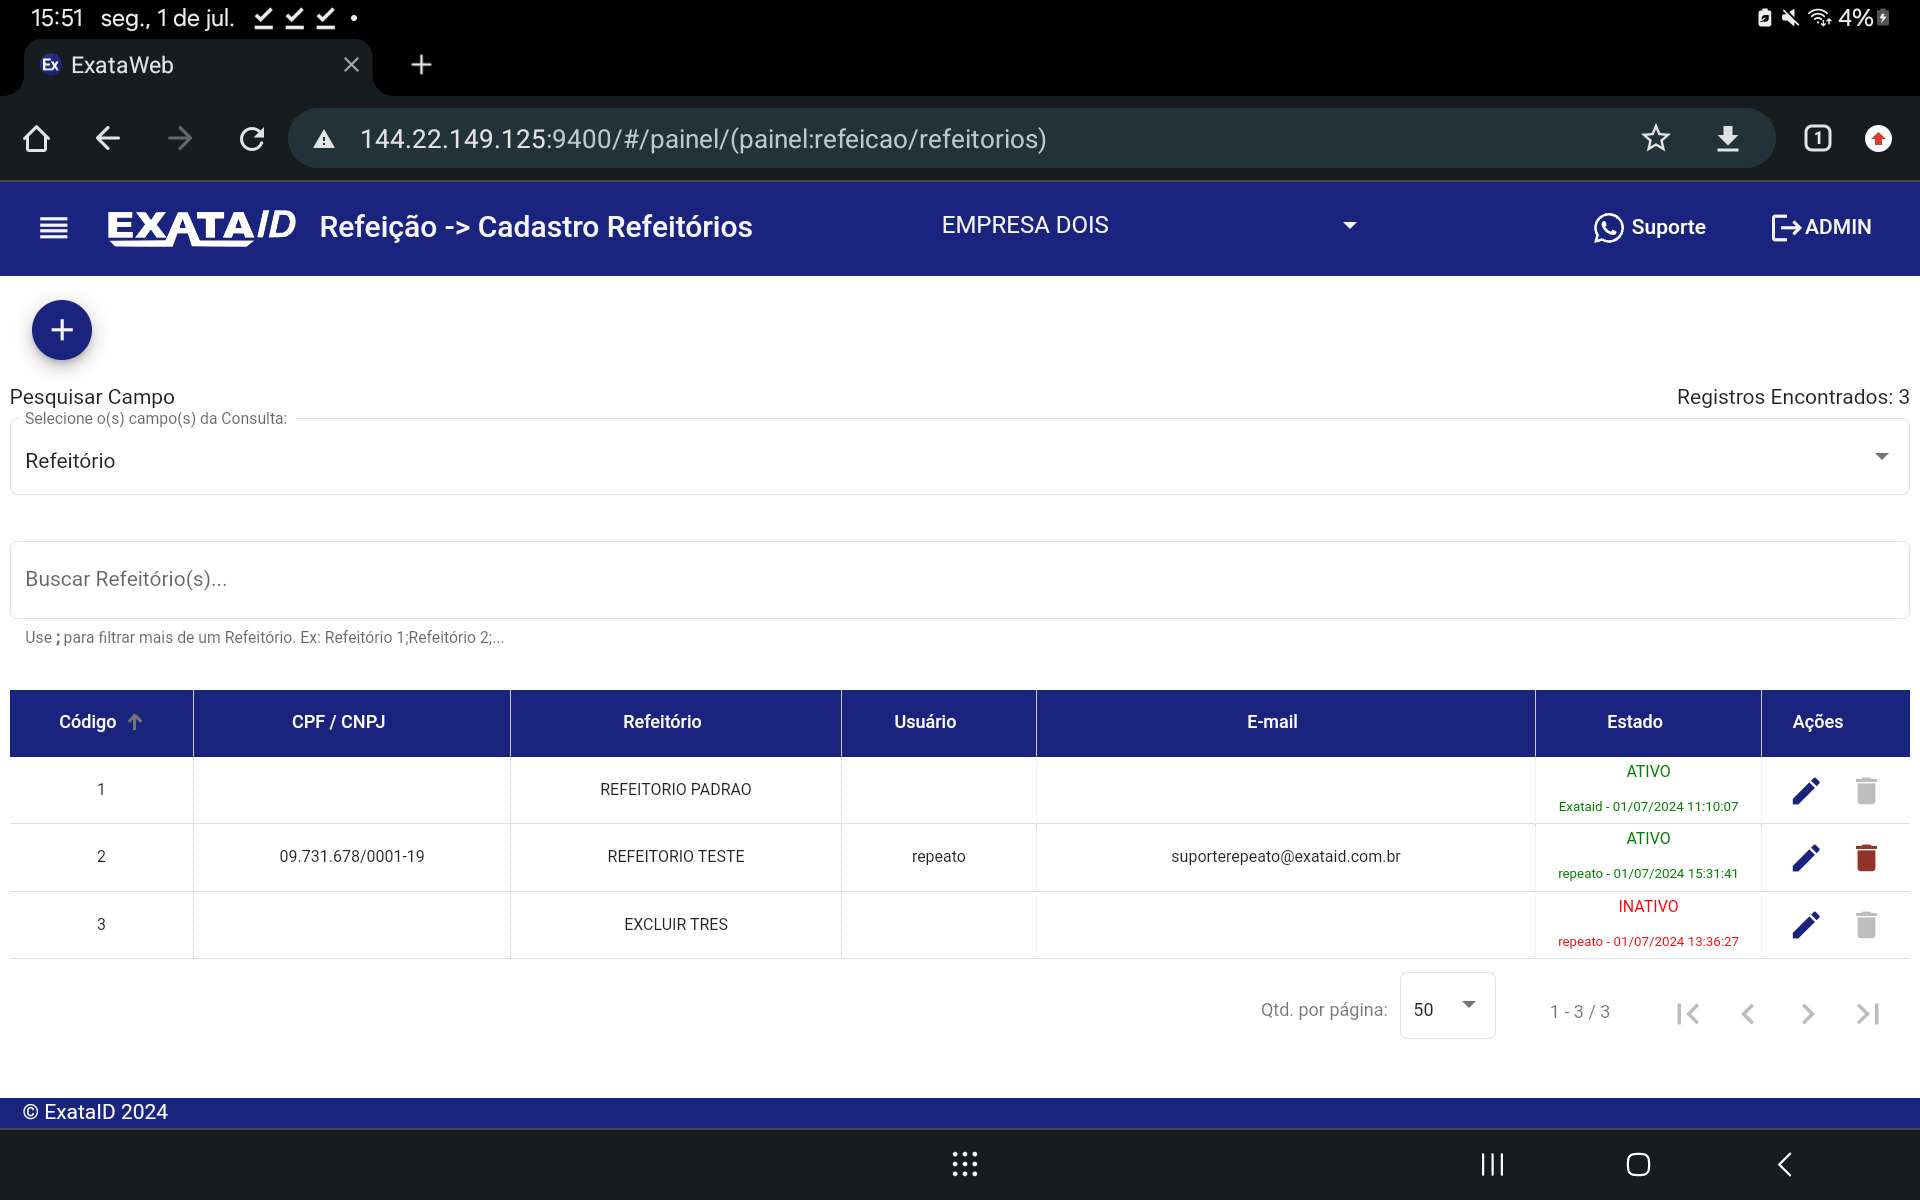 15:51 seg., 1 de jul. 4%
Ex ExataWeb
144.22.149.125:9400/#/painel/(painel:refeicao/refeitorios) 1
EXATAID Refeição -> Cadastro Refeitórios EMPRESA DOIS Suporte ADMIN
+
Pesquisar Campo Registros Encontrados: 3
Selecione o(s) campo(s) da Consulta:
Refeitório
Buscar Refeitório(s)...
Use ; para filtrar mais de um Refeitório. Ex: Refeitório 1;Refeitório 2;...
Código CPF / CNPJ Refeitório Usuário E-mail Estado Ações
1 REFEITORIO PADRAO ATIVO
Exataid - 01/07/2024 11:10:07
2 09.731.678/0001-19 REFEITORIO TESTE repeato suporterepeato@exataid.com.br ATIVO
repeato - 01/07/2024 15:31:41
3 EXCLUIR TRES INATIVO
repeato - 01/07/2024 13:36:27
Qtd. por página: 50 1 - 3 / 3
© ExataID 2024